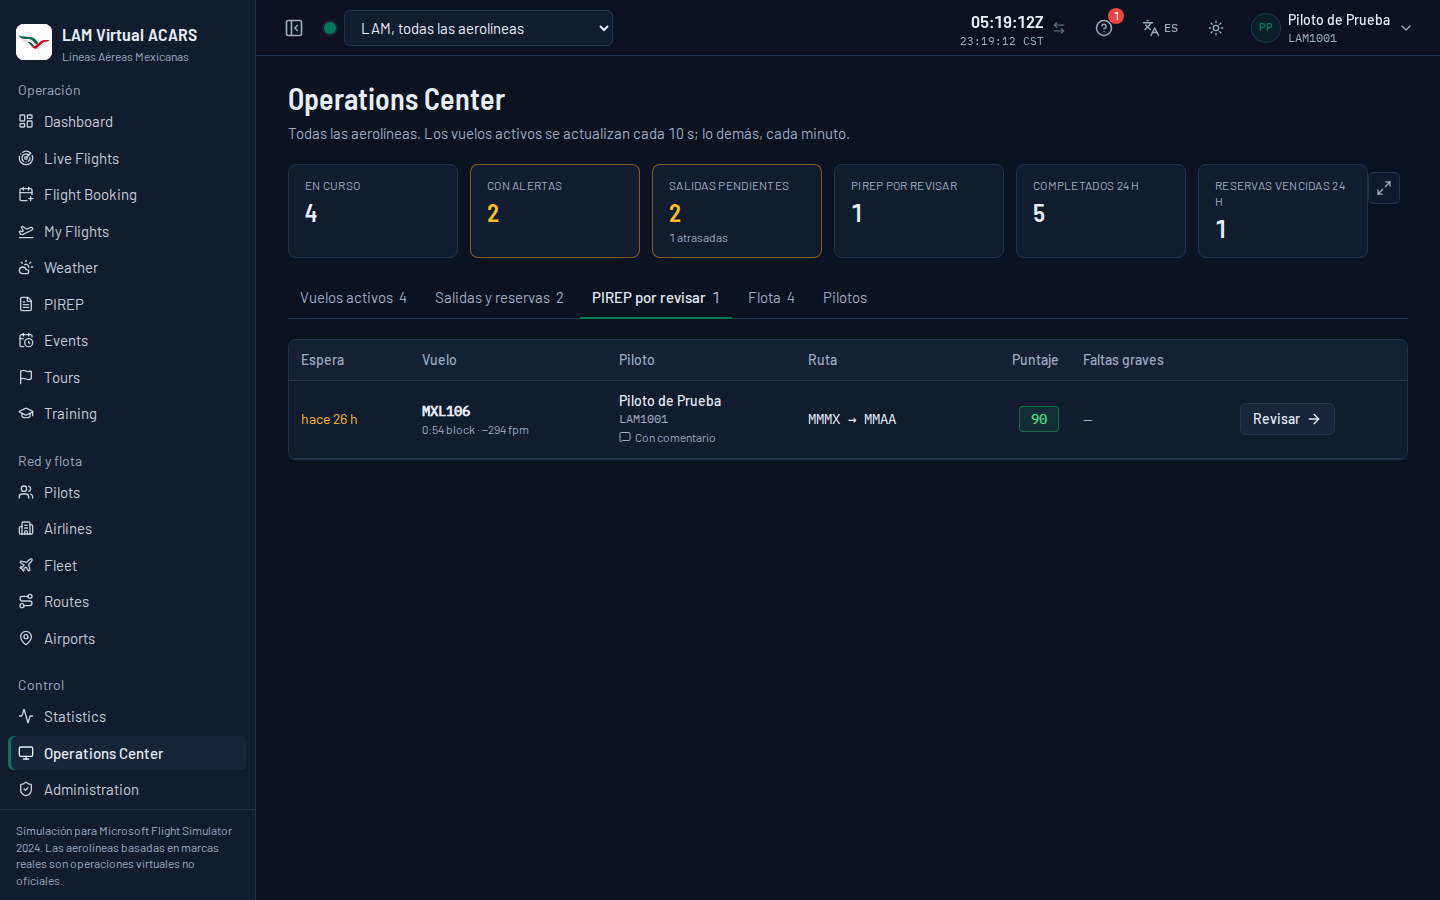 LAM Virtual ACARS
Líneas Aéreas Mexicanas
LAM, todas las aerolíneas
05:19:12Z
23:19:12 CST
1
ES
PP
Piloto de Prueba
LAM1001
Operación
Dashboard
Live Flights
Flight Booking
My Flights
Weather
PIREP
Events
Tours
Training
Red y flota
Pilots
Airlines
Fleet
Routes
Airports
Control
Statistics
Operations Center
Administration
Simulación para Microsoft Flight Simulator
2024. Las aerolíneas basadas en marcas
reales son operaciones virtuales no
oficiales.
Operations Center
Todas las aerolíneas. Los vuelos activos se actualizan cada 10 s; lo demás, cada minuto.
EN CURSO
4
CON ALERTAS
2
SALIDAS PENDIENTES
2
1 atrasadas
PIREP POR REVISAR
1
COMPLETADOS 24 H
5
RESERVAS VENCIDAS 24
H
1
Vuelos activos 4 Salidas y reservas 2 PIREP por revisar 1 Flota 4 Pilotos
Espera Vuelo Piloto Ruta Puntaje Faltas graves
hace 26 h
MXL106
0:54 block · −294 fpm
Piloto de Prueba
LAM1001
Con comentario
MMMX → MMAA
90
—
Revisar →